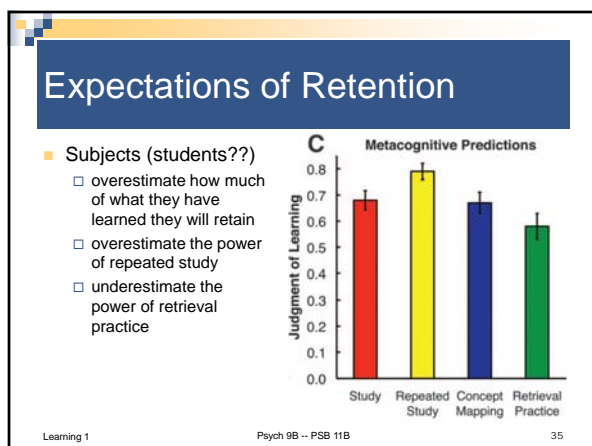 Expectations of Retention
Subjects (students??)
overestimate how much
of what they have
learned they will retain
overestimate the power
of repeated study
underestimate the
power of retrieval
practice
C Metacognitive Predictions
Judgment of Learning
0.8
0.7
0.6
0.5
0.4
0.3
0.2
0.1
0.0
Study Repeated Concept Retrieval
Study Mapping Practice
Learning 1 Psych 9B -- PSB 11B 35